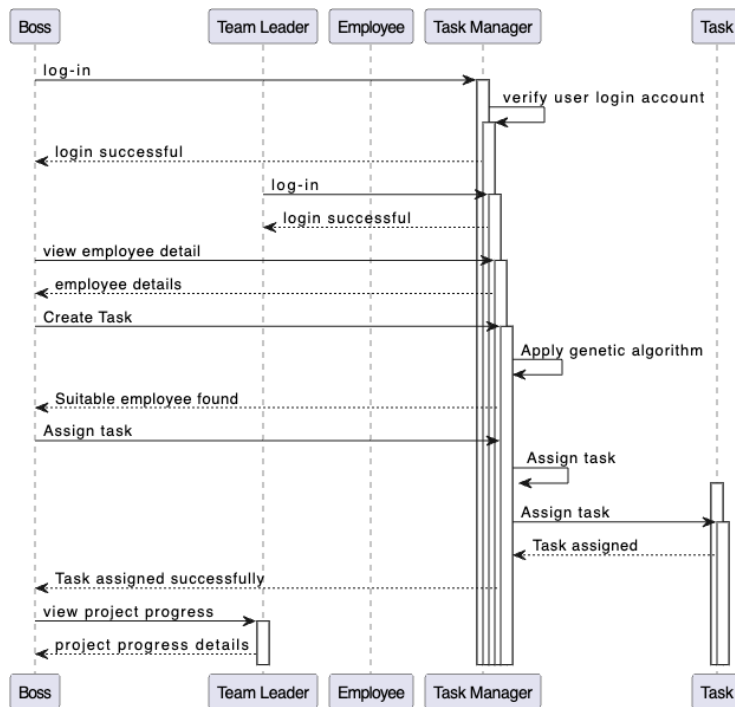 Boss Team Leader Employee Task Manager Task
log-in
verify user login account
login successful
log-in
login successful
view employee detail
employee details
Create Task
Apply genetic algorithm
Suitable employee found
Assign task
Assign task
Assign task
Task assigned
Task assigned successfully
view project progress
project progress details
Boss Team Leader Employee Task Manager Task